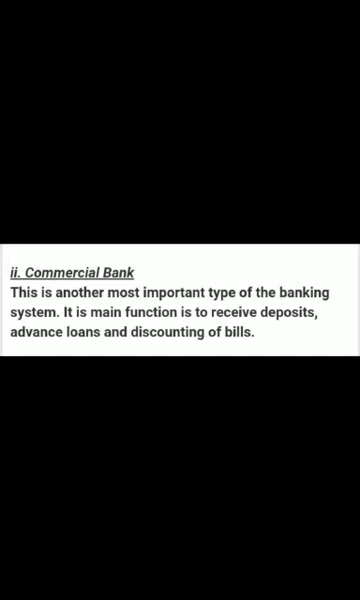 ii. Commercial Bank
This is another most important type of the banking
system. It is main function is to receive deposits,
advance loans and discounting of bills.